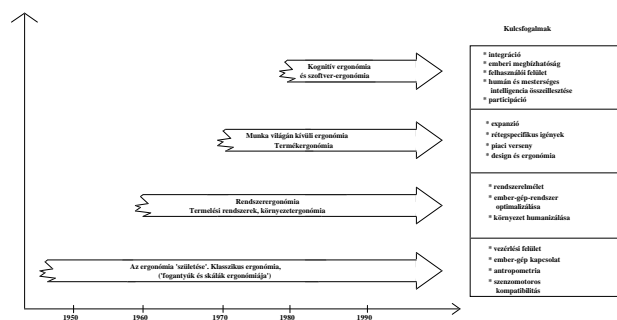 Kulcsfogalmak
Kognitív ergonómia
és szoftver-ergonómia
* integráció
* emberi megbízhatóság
* felhasználói felület
* humán és mesterséges
intelligencia összeillesztése
* participáció
Munka világán kívüli ergonómia
Termékergonómia
* expanzió
* rétegspecifikus igények
* piaci verseny
* design és ergonómia
Rendszerergonómia
Termelési rendszerek, környezetergonómia
* rendszerelmélet
* ember-gép-rendszer
optimalizálása
* környezet humanizálása
Az ergonómia 'születése'. Klasszikus ergonómia,
('fogantyúk és skálák ergonómiája')
* vezérlési felület
* ember-gép kapcsolat
* antropometria
* szenzomotoros
kompatibilitás
1950 1960 1970 1980 1990